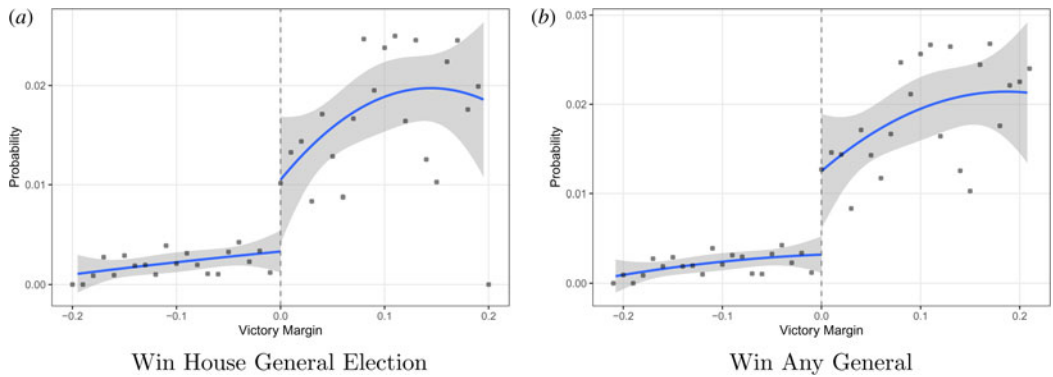 (a)
0.02
0.01
0.00
Probability
−0.2
−0.1
0.0
0.1
0.2
Victory Margin
Win House General Election
(b)
0.03
0.02
0.01
0.00
Probability
−0.2
−0.1
0.0
0.1
0.2
Victory Margin
Win Any General